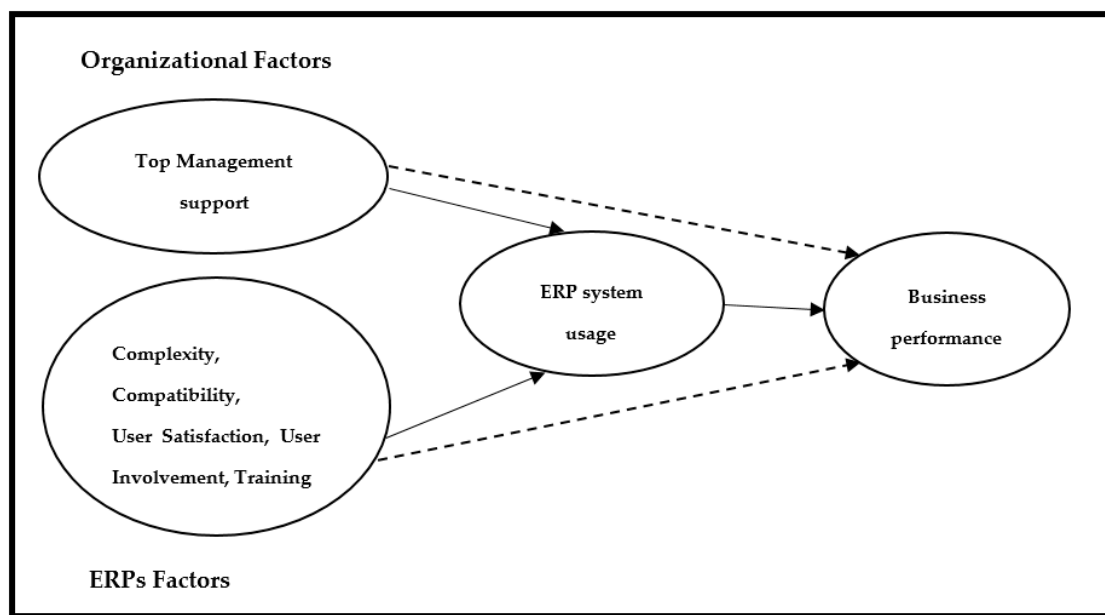 Organizational Factors
Top Management
support
ERP system
usage
Business
performance
Complexity,
Compatibility,
User Satisfaction, User
Involvement, Training
ERPs Factors